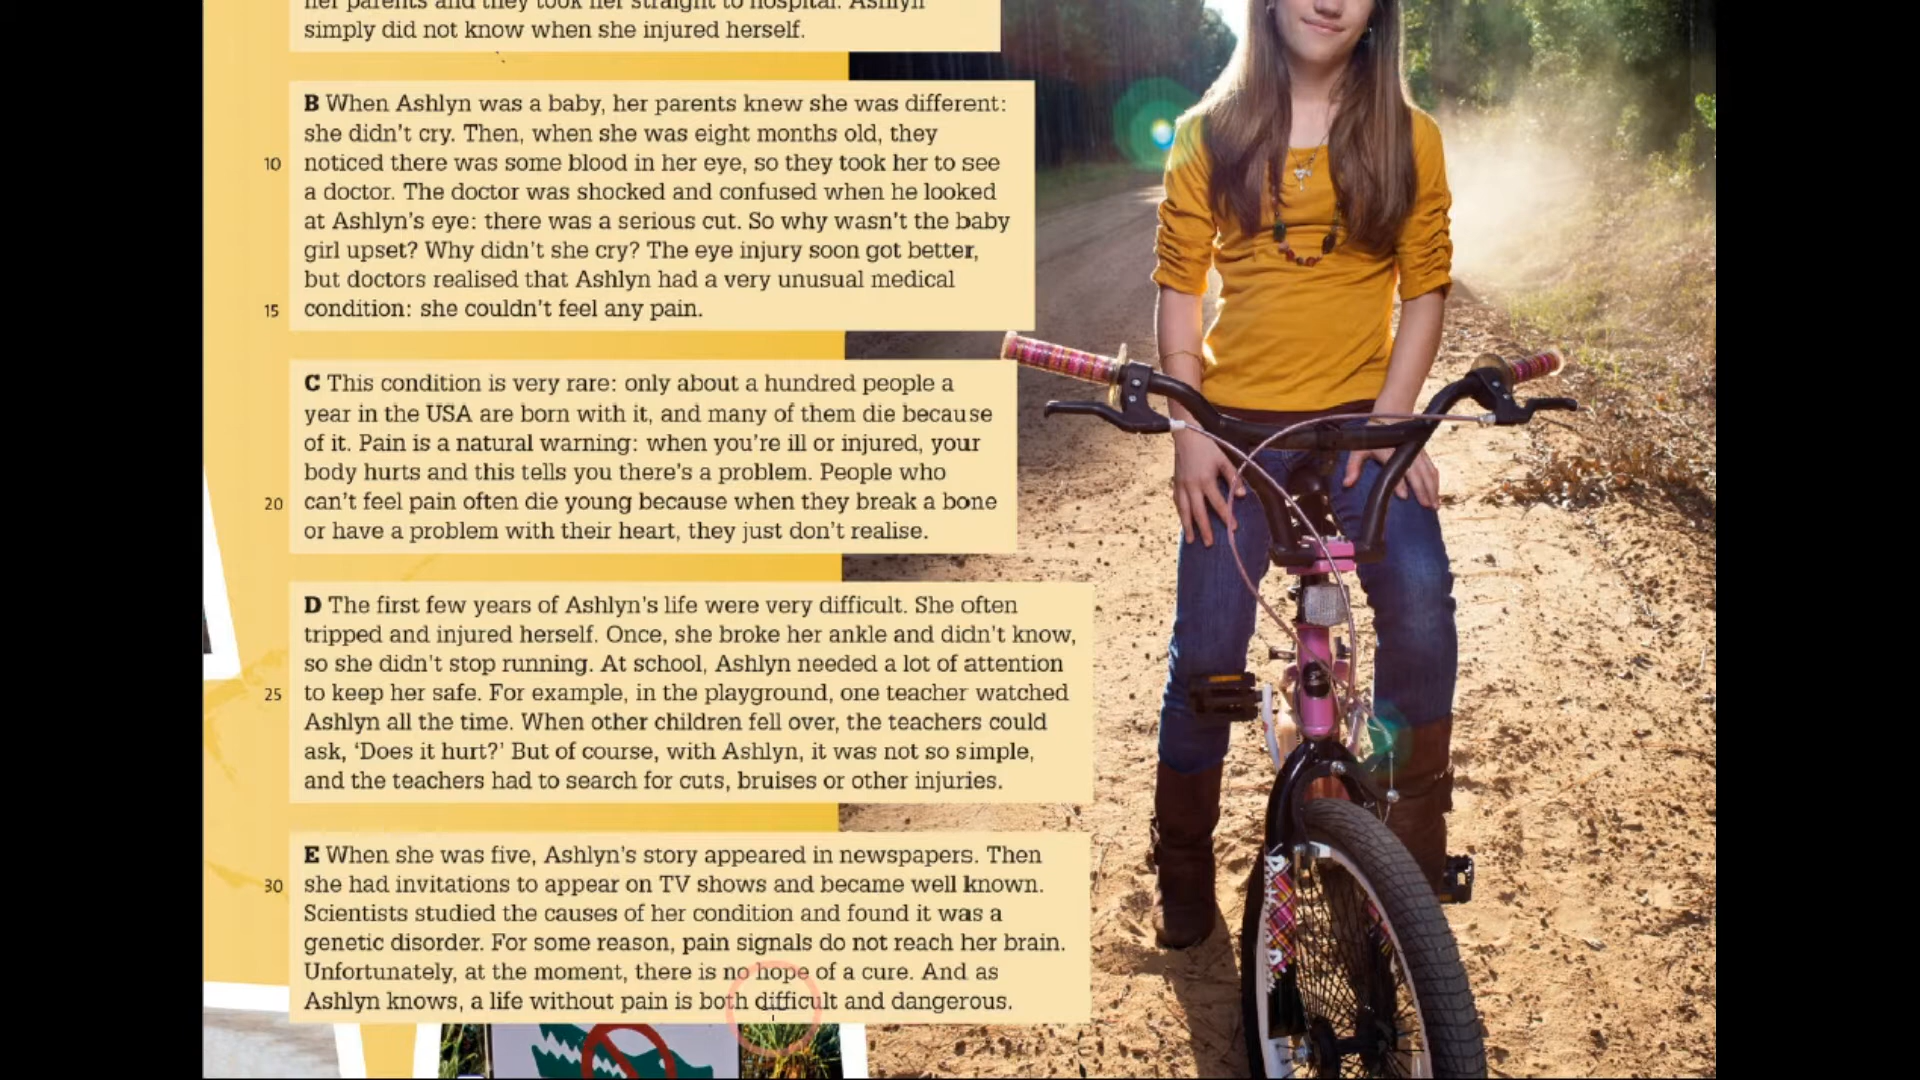 her parents and they took her straight to hospital. Ashlyn
simply did not know when she injured herself.
B When Ashlyn was a baby, her parents knew she was different:
she didn't cry. Then, when she was eight months old, they
10 noticed there was some blood in her eye, so they took her to see
a doctor. The doctor was shocked and confused when he looked
at Ashlyn's eye: there was a serious cut. So why wasn't the baby
girl upset? Why didn't she cry? The eye injury soon got better,
but doctors realised that Ashlyn had a very unusual medical
15 condition: she couldn't feel any pain.
C This condition is very rare: only about a hundred people a
year in the USA are born with it, and many of them die because
of it. Pain is a natural warning: when you're ill or injured, your
body hurts and this tells you there's a problem. People who
20 can't feel pain often die young because when they break a bone
or have a problem with their heart, they just don't realise.
D The first few years of Ashlyn's life were very difficult. She often
tripped and injured herself. Once, she broke her ankle and didn't know,
so she didn't stop running. At school, Ashlyn needed a lot of attention
25 to keep her safe. For example, in the playground, one teacher watched
Ashlyn all the time. When other children fell over, the teachers could
ask, 'Does it hurt?' But of course, with Ashlyn, it was not so simple,
and the teachers had to search for cuts, bruises or other injuries.
E When she was five, Ashlyn's story appeared in newspapers. Then
30 she had invitations to appear on TV shows and became well known.
Scientists studied the causes of her condition and found it was a
genetic disorder. For some reason, pain signals do not reach her brain.
Unfortunately, at the moment, there is no hope of a cure. And as
Ashlyn knows, a life without pain is both difficult and dangerous.